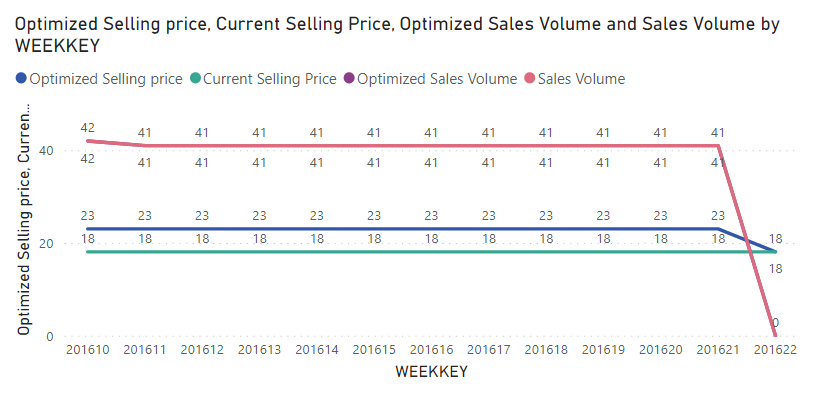 Optimized Selling price, Current Selling Price, Optimized Sales Volume and Sales Volume by
WEEKKEY
Optimized Selling price Current Selling Price Optimized Sales Volume Sales Volume
Optimized Selling price, Curren...
42 41 41 41 41 41 41 41 41 41 41 41
40
42 41 41 41 41 41 41 41 41 41 41 41
23 23 23 23 23 23 23 23 23 23 23 23
20
18 18 18 18 18 18 18 18 18 18 18 18 18
18
0
0
201610 201611 201612 201613 201614 201615 201616 201617 201618 201619 201620 201621 201622
WEEKKEY